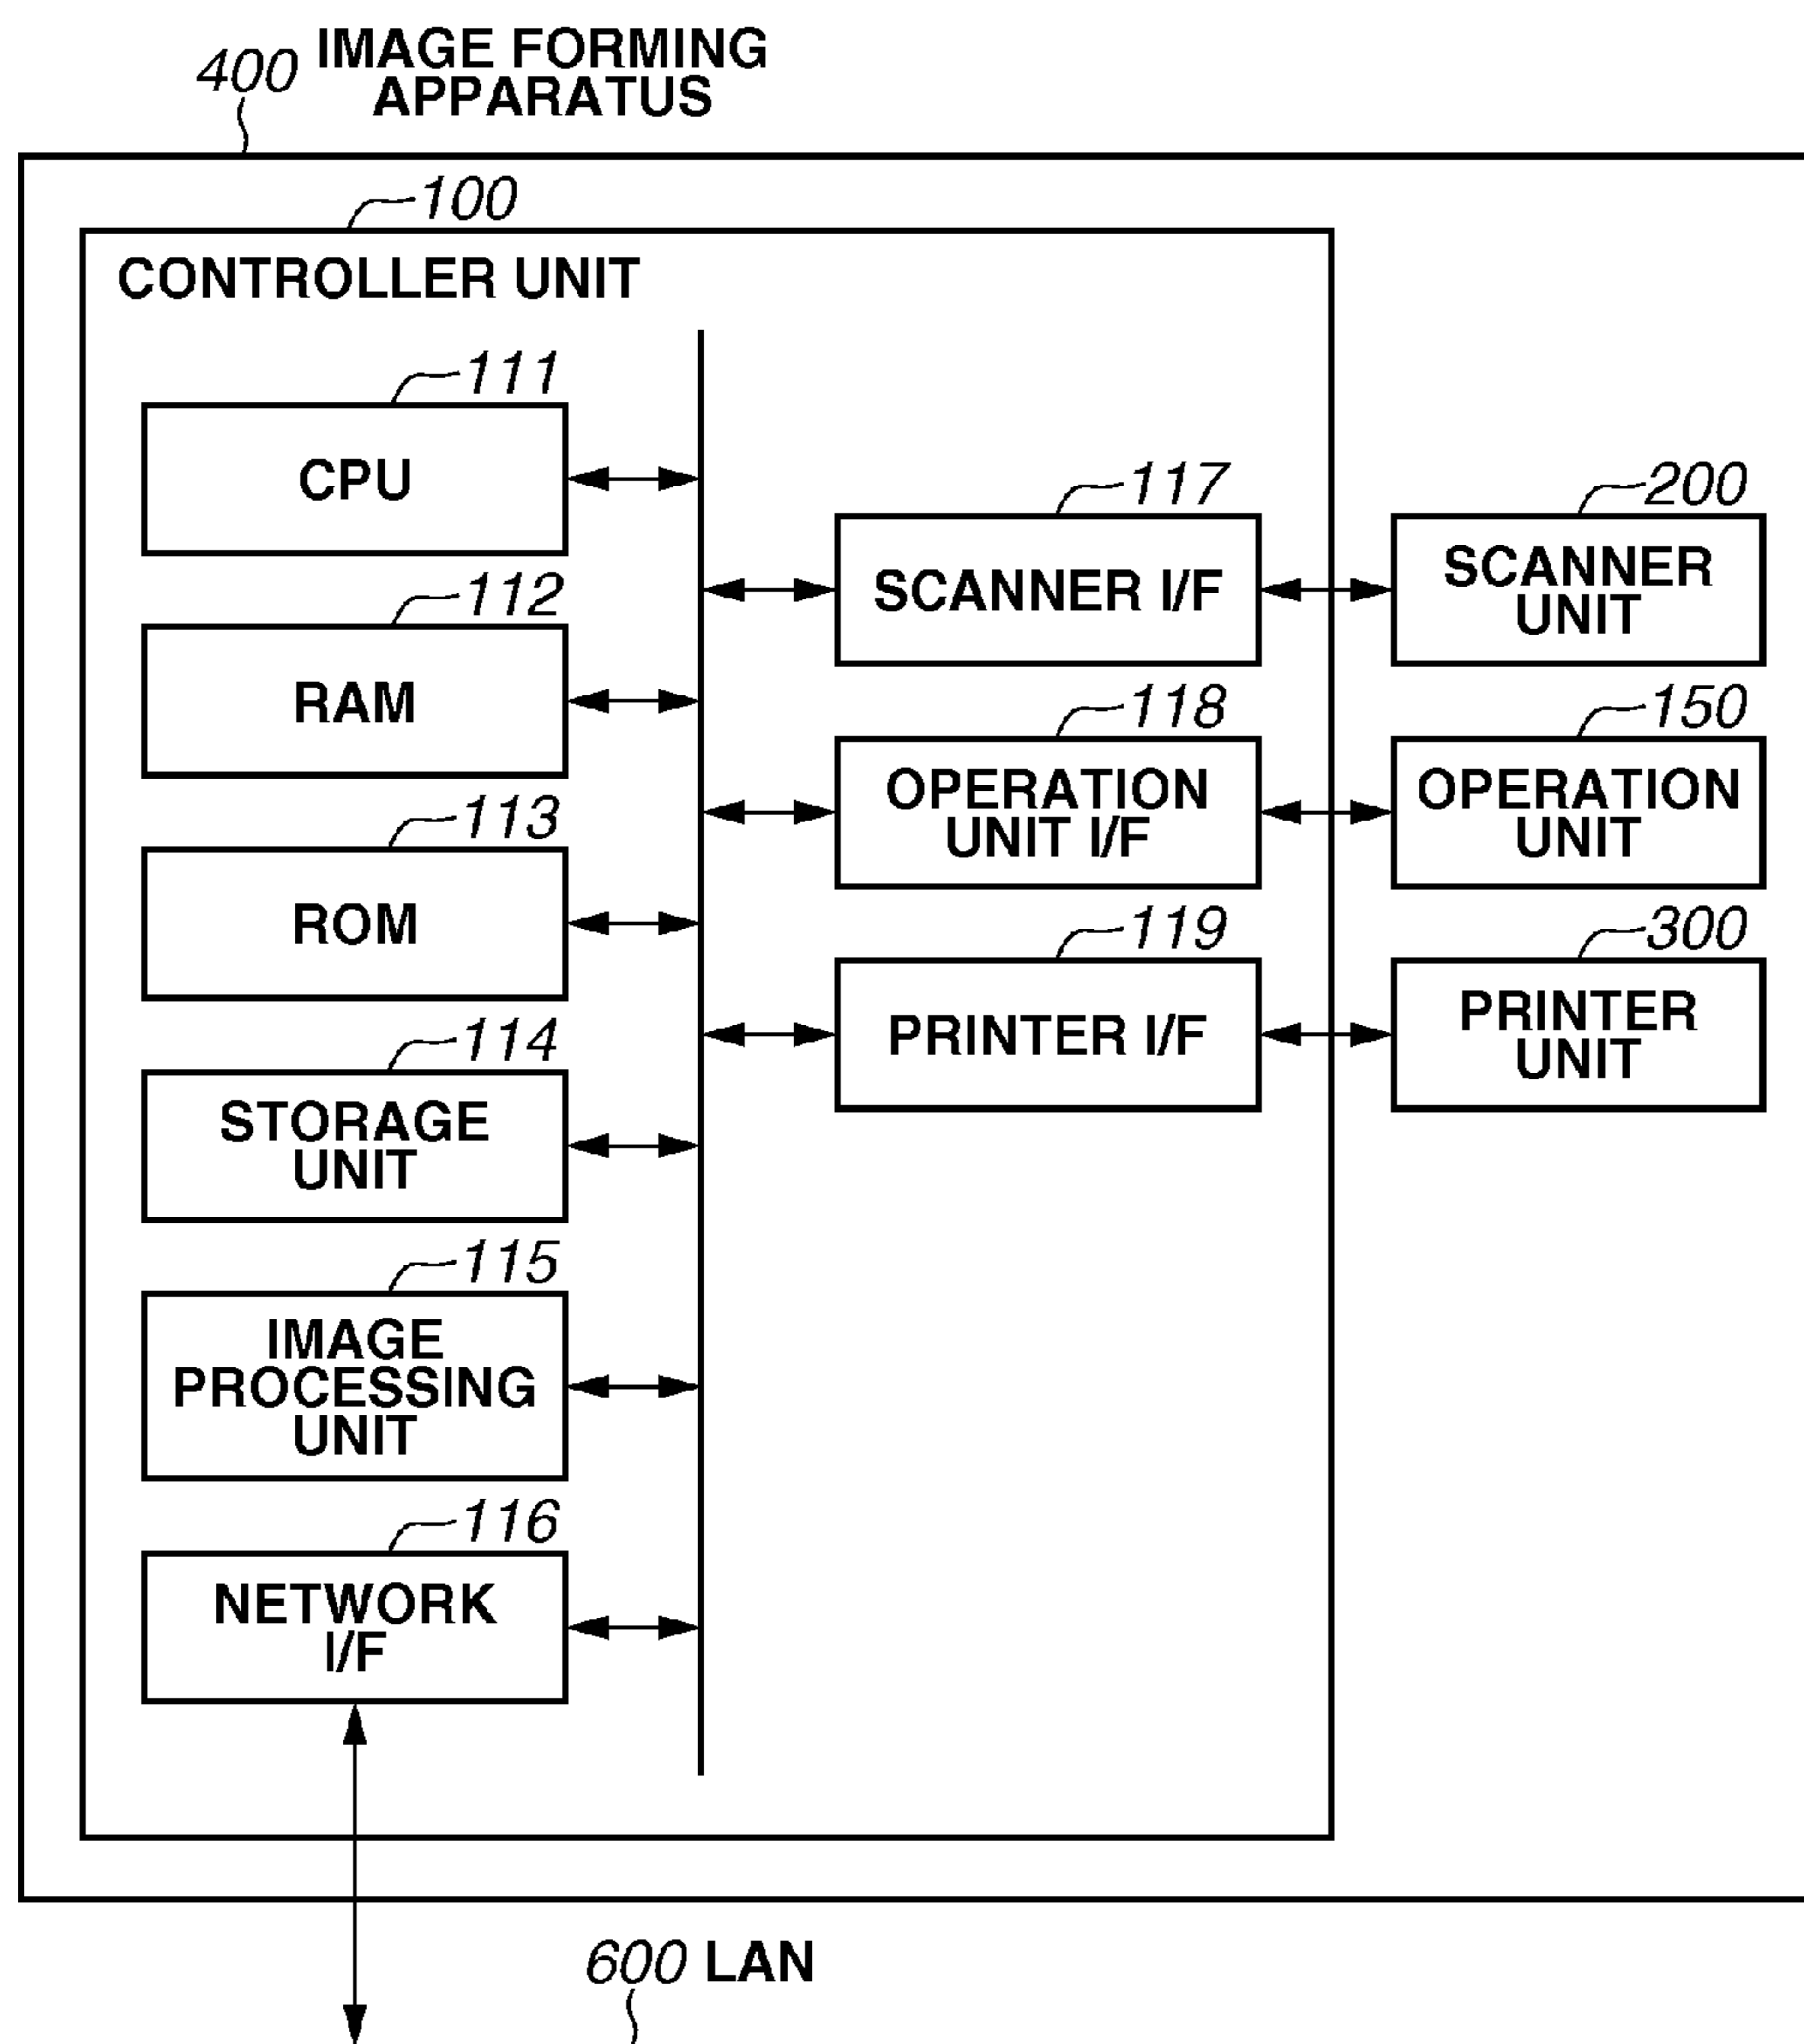 400 IMAGE FORMING
APPARATUS
100
CONTROLLER UNIT
111
CPU
112
RAM
113
ROM
114
STORAGE
UNIT
115
IMAGE
PROCESSING
UNIT
116
NETWORK
I/F
117
SCANNER I/F
118
OPERATION
UNIT I/F
119
PRINTER I/F
200
SCANNER
UNIT
150
OPERATION
UNIT
300
PRINTER
UNIT
600 LAN